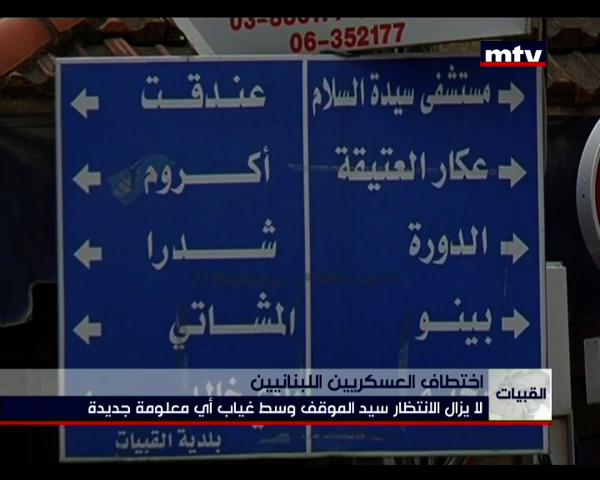 06-352177
mtv
مستشفى سيدة السلام
عندقت
عكار العتيقة
أكروم
الدورة
شدرا
بينو
المشاتي
اختطاف العسكريين اللبنانيين
القبيات
لا يزال الانتظار سيد الموقف وسط غياب أي معلومة جديدة
بلدية القبيات